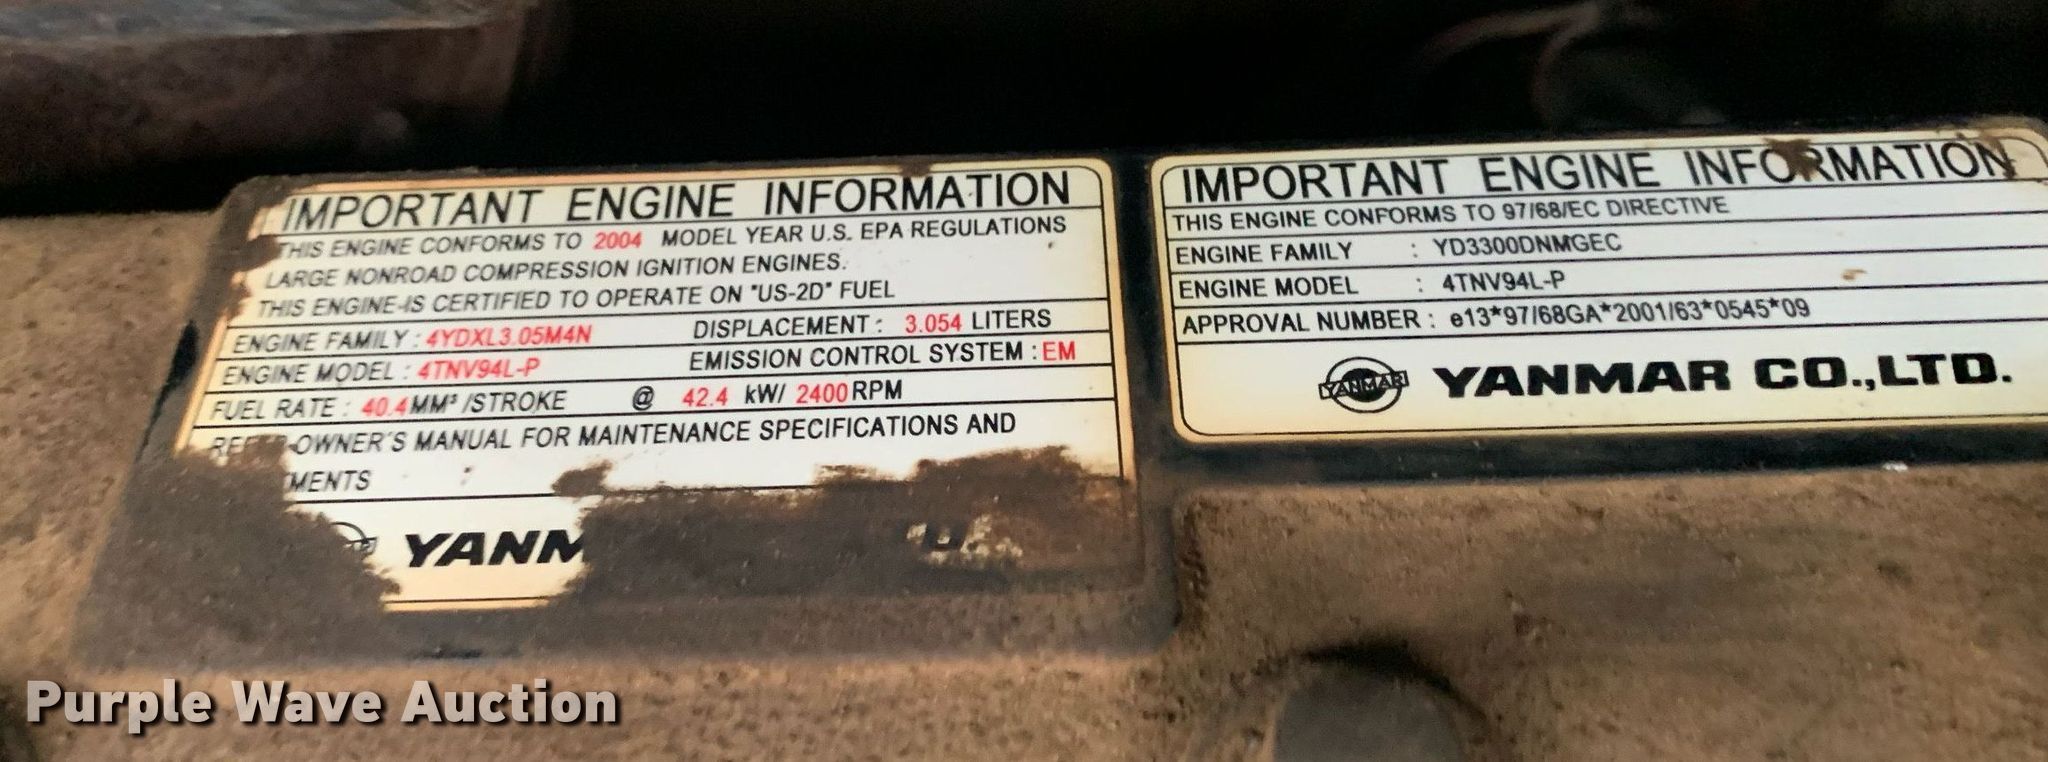 IMPORTANT ENGINE INFORMATION
THIS ENGINE CONFORMS TO 2004 MODEL YEAR U.S. EPA REGULATIONS
LARGE NONROAD COMPRESSION IGNITION ENGINES.
THIS ENGINE IS CERTIFIED TO OPERATE ON "US-2D" FUEL
ENGINE FAMILY : 4YDXL3.05M4N DISPLACEMENT : 3.054 LITERS
ENGINE MODEL : 4TNV94L-P EMISSION CONTROL SYSTEM : EM
FUEL RATE : 40.4MM³/STROKE @ 42.4 kW/ 2400RPM
OWNER'S MANUAL FOR MAINTENANCE SPECIFICATIONS AND
MENTS
YANM
IMPORTANT ENGINE INFORMATION
THIS ENGINE CONFORMS TO 97/68/EC DIRECTIVE
ENGINE FAMILY : YD3300DNMGEC
ENGINE MODEL : 4TNV94L-P
APPROVAL NUMBER : e13*97/68GA*2001/63*0545*09
YANMAR YANMAR CO.,LTD.
Purple Wave Auction